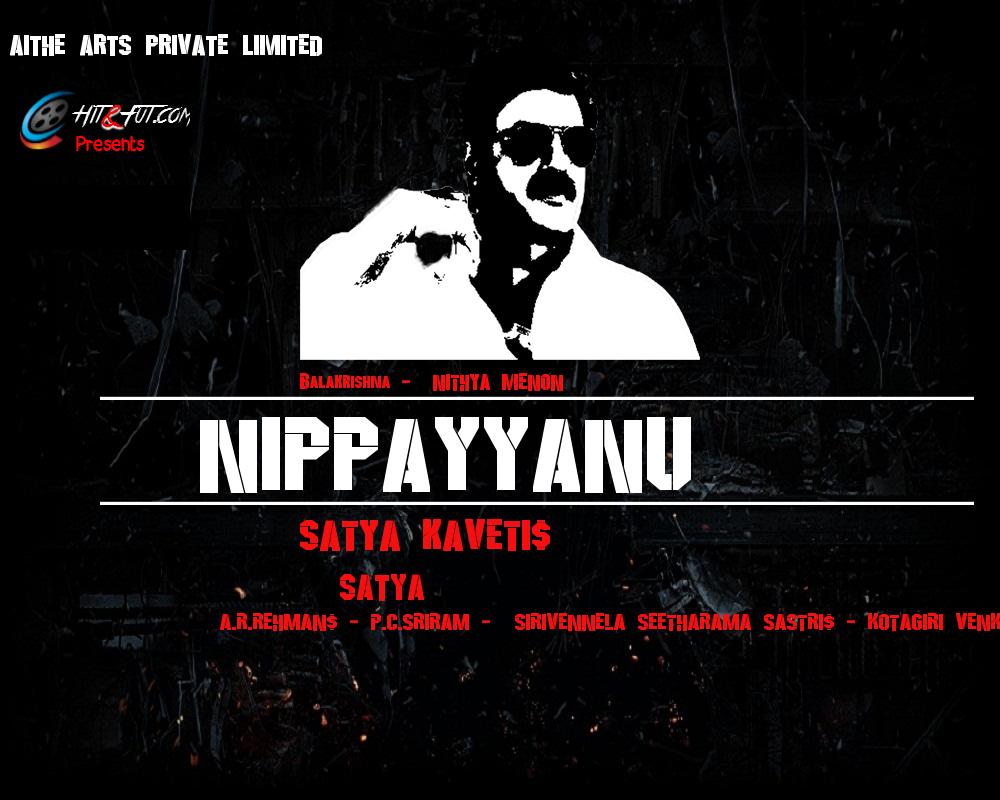 AITHE ARTS PRIVATE LIIMITED
HIT&FUT.COM
Presents
BALAKRISHNA - NITHYA MENON
NIPPAYYANU
SATYA KAVETI$
SATYA
A.R.REHMAN$ - P.C.SRIRAM - SIRIVENNELA SEETHARAMA SASTRI$ - KOTAGIRI VENK